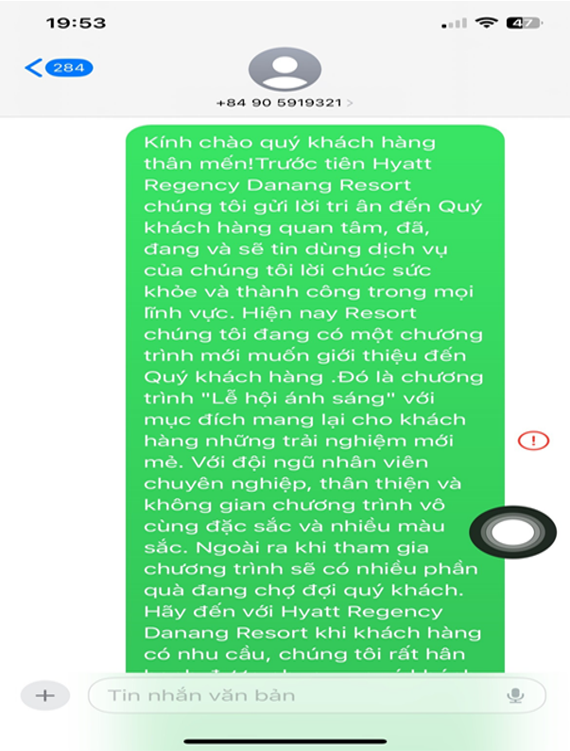 19:53
47
284
+84 90 5919321
Kính chào quý khách hàng
thân mến!Trước tiên Hyatt
Regency Danang Resort
chúng tôi gửi lời tri ân đến Quý
khách hàng quan tâm, đã,
đang và sẽ tin dùng dịch vụ
của chúng tôi lời chúc sức
khỏe và thành công trong mọi
lĩnh vực. Hiện nay Resort
chúng tôi đang có một chương
trình mới muốn giới thiệu đến
Quý khách hàng .Đó là chương
trình "Lễ hội ánh sáng" với
mục đích mang lại cho khách
hàng những trải nghiệm mới
mẻ. Với đội ngũ nhân viên
chuyên nghiệp, thân thiện và
không gian chương trình vô
cùng đặc sắc và nhiều màu
sắc. Ngoài ra khi tham gia
chương trình sẽ có nhiều phần
quà đang chợ đợi quý khách.
Hãy đến với Hyatt Regency
Danang Resort khi khách hàng
có nhu cầu, chúng tôi rất hân
Tin nhắn văn bản